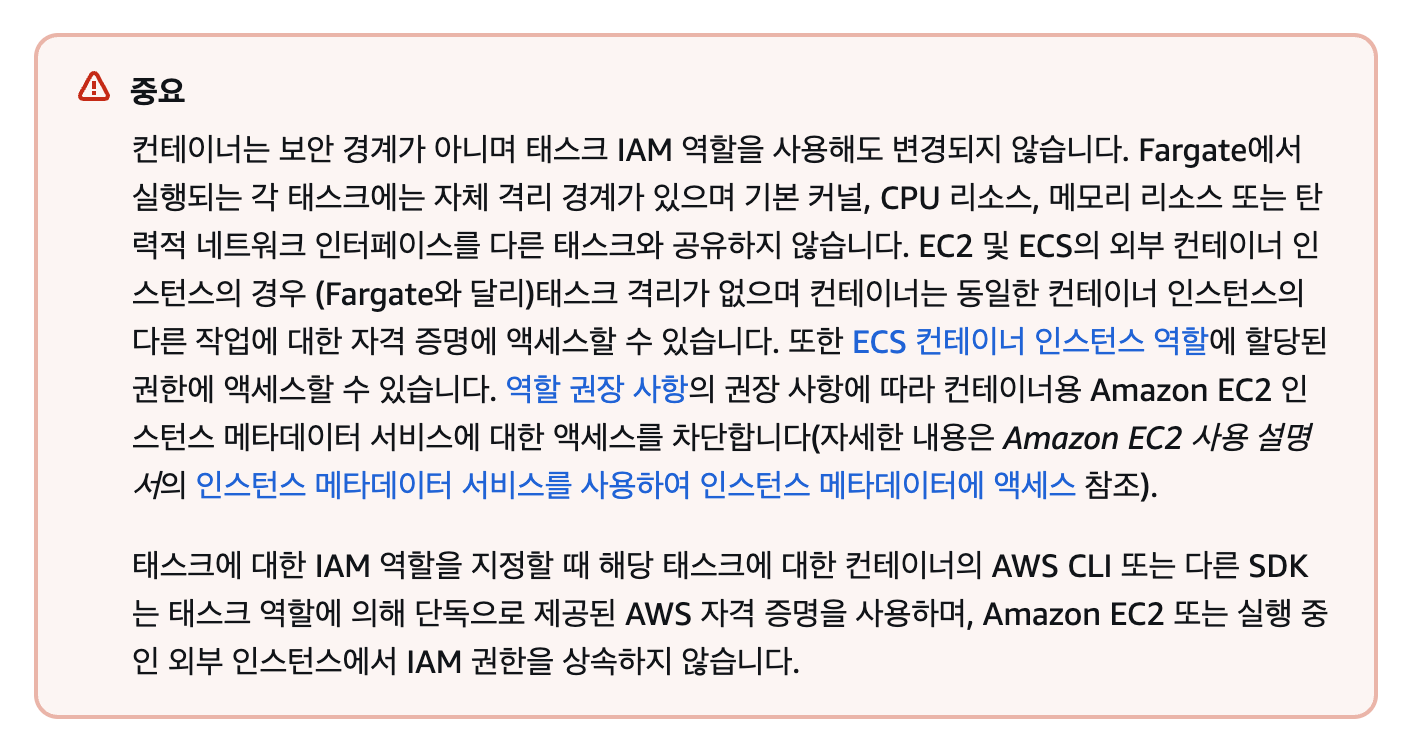 중요
컨테이너는 보안 경계가 아니며 태스크 IAM 역할을 사용해도 변경되지 않습니다. Fargate에서
실행되는 각 태스크에는 자체 격리 경계가 있으며 기본 커널, CPU 리소스, 메모리 리소스 또는 탄
력적 네트워크 인터페이스를 다른 태스크와 공유하지 않습니다. EC2 및 ECS의 외부 컨테이너 인
스턴스의 경우 (Fargate와 달리)태스크 격리가 없으며 컨테이너는 동일한 컨테이너 인스턴스의
다른 작업에 대한 자격 증명에 액세스할 수 있습니다. 또한 ECS 컨테이너 인스턴스 역할에 할당된
권한에 액세스할 수 있습니다. 역할 권장 사항의 권장 사항에 따라 컨테이너용 Amazon EC2 인
스턴스 메타데이터 서비스에 대한 액세스를 차단합니다(자세한 내용은 Amazon EC2 사용 설명
서의 인스턴스 메타데이터 서비스를 사용하여 인스턴스 메타데이터에 액세스 참조).
태스크에 대한 IAM 역할을 지정할 때 해당 태스크에 대한 컨테이너의 AWS CLI 또는 다른 SDK
는 태스크 역할에 의해 단독으로 제공된 AWS 자격 증명을 사용하며, Amazon EC2 또는 실행 중
인 외부 인스턴스에서 IAM 권한을 상속하지 않습니다.